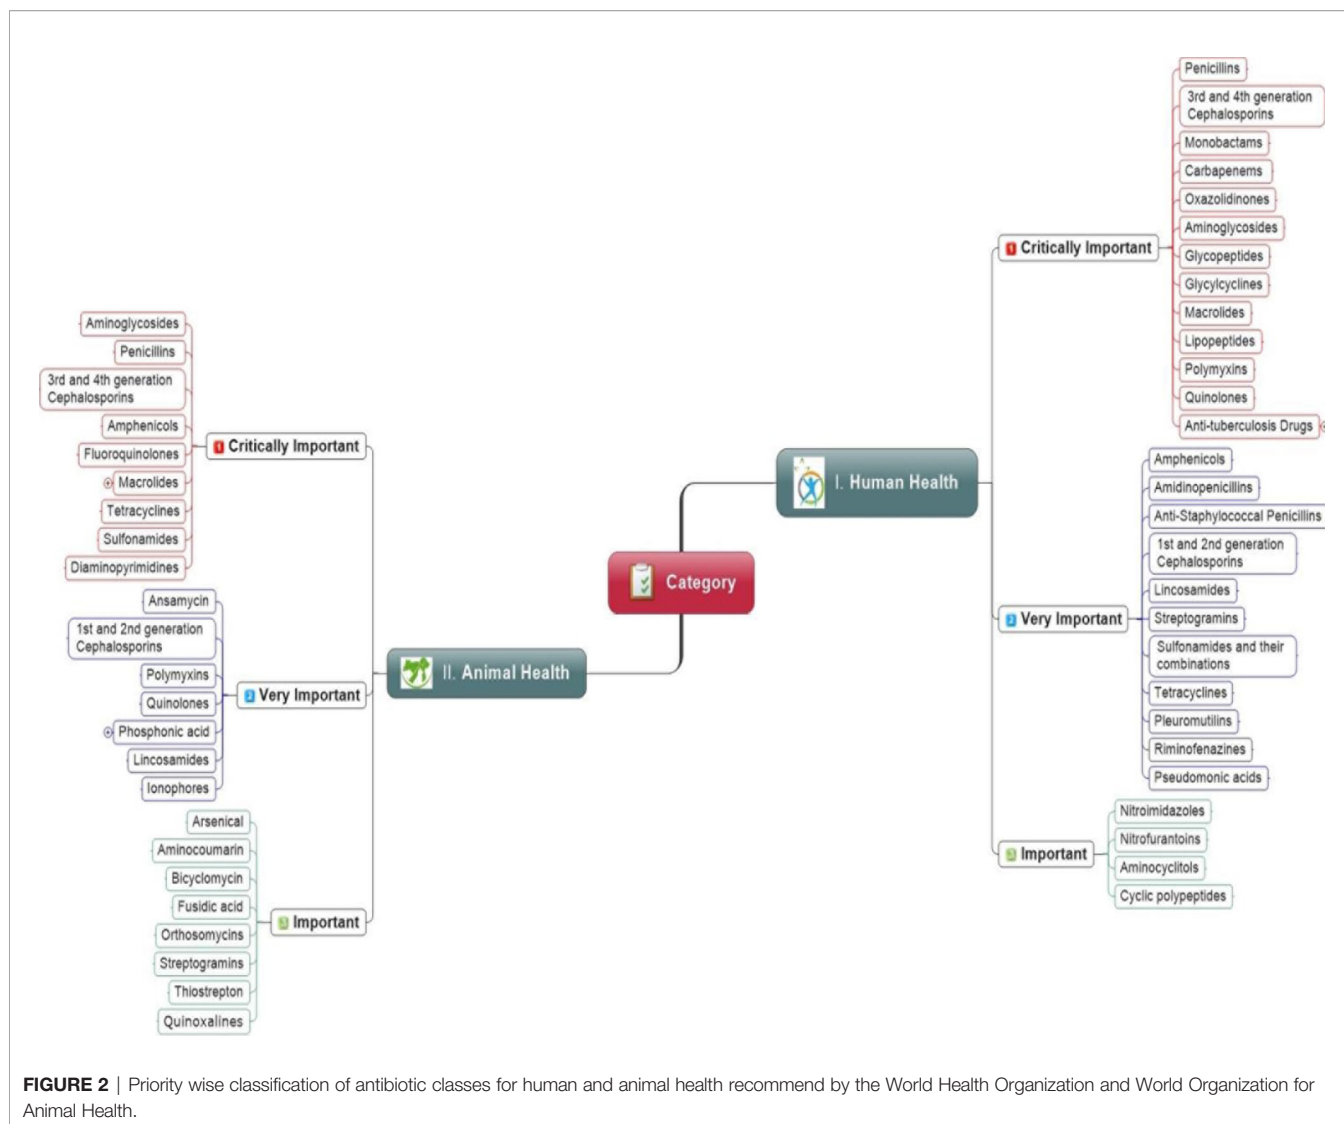 Category
I. Human Health
Critically Important
Penicillins
3rd and 4th generation
Cephalosporins
Monobactams
Carbapenems
Oxazolidinones
Aminoglycosides
Glycopeptides
Glycylcyclines
Macrolides
Lipopeptides
Polymyxins
Quinolones
Anti-tuberculosis Drugs
Very Important
Amphenicols
Amidinopenicillins
Anti-Staphylococcal Penicillins
1st and 2nd generation
Cephalosporins
Lincosamides
Streptogramins
Sulfonamides and their
combinations
Tetracyclines
Pleuromutilins
Riminofenazines
Pseudomonic acids
Important
Nitroimidazoles
Nitrofurantoins
Aminocyclitols
Cyclic polypeptides
II. Animal Health
1 Critically Important
Aminoglycosides
Penicillins
3rd and 4th generation
Cephalosporins
Amphenicols
Fluoroquinolones
Macrolides
Tetracyclines
Sulfonamides
Diaminopyrimidines
2 Very Important
Ansamycin
1st and 2nd generation
Cephalosporins
Polymyxins
Quinolones
Phosphonic acid
Lincosamides
Ionophores
Important
Arsenical
Aminocoumarin
Bicyclomycin
Fusidic acid
Orthosomycins
Streptogramins
Thiostrepton
Quinoxalines
FIGURE 2 | Priority wise classification of antibiotic classes for human and animal health recommend by the World Health Organization and World Organization for
Animal Health.